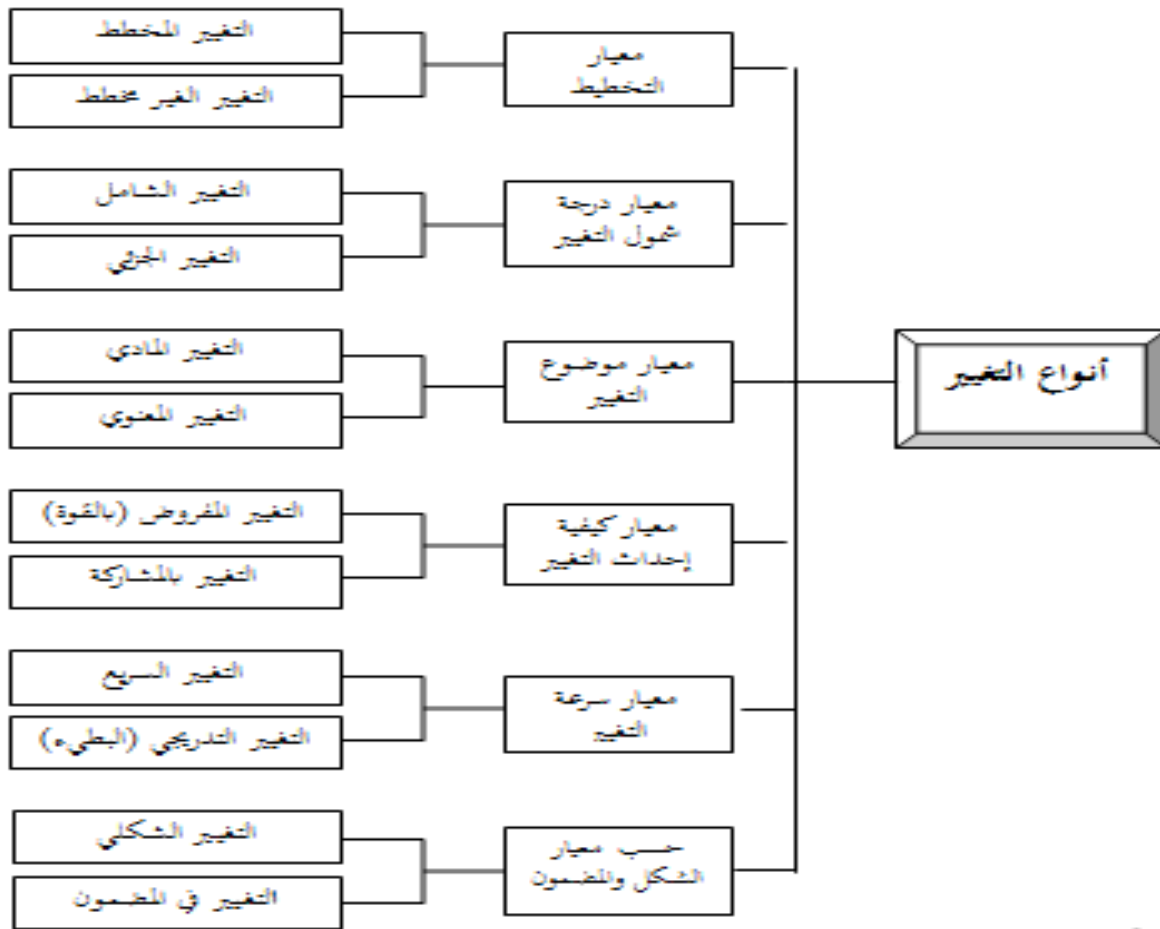 أنواع التغيير
معيار
التخطيط
التغيير المخطط
التغيير الغير مخطط
معيار درجة
شمول التغيير
التغيير الشامل
التغيير الجزئي
معيار موضوع
التغيير
التغيير المادي
التغيير المعنوي
معيار كيفية
إحداث التغيير
التغيير المفروض (بالقوة)
التغيير بالمشاركة
معيار سرعة
التغيير
التغيير السريع
التغيير التدريجي (البطيء)
حسب معيار
الشكل والمضمون
التغيير الشكلي
التغيير في المضمون